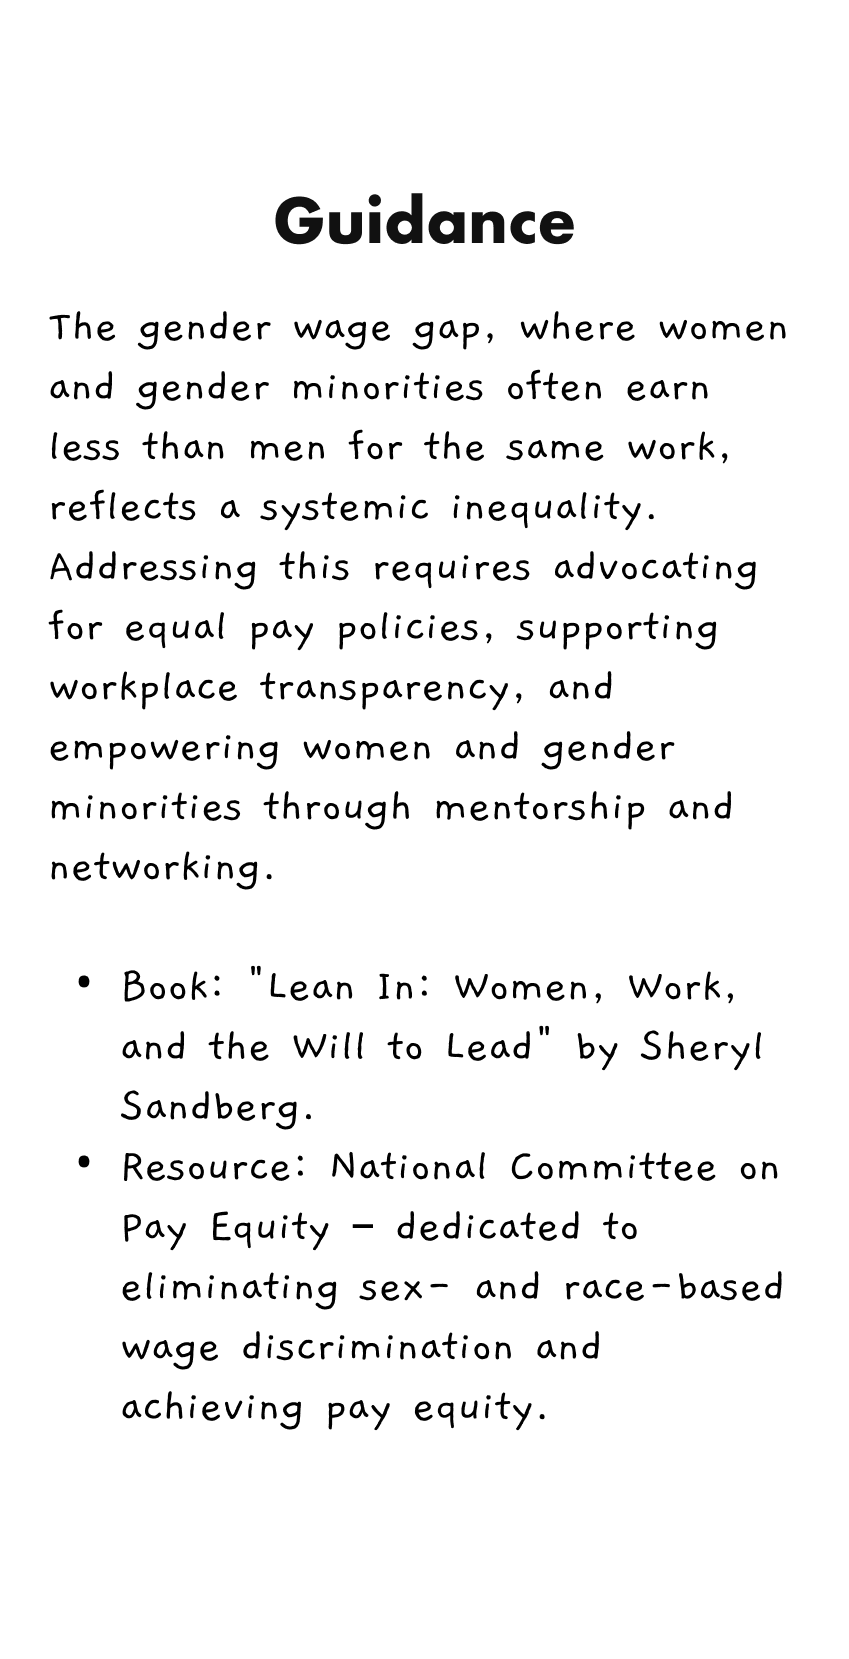 Guidance
The gender wage gap, where women
and gender minorities often earn
less than men for the same work,
reflects a systemic inequality.
Addressing this requires advocating
for equal pay policies, supporting
workplace transparency, and
empowering women and gender
minorities through mentorship and
networking.
• Book: "Lean In: Women, Work,
and the Will to Lead" by Sheryl
Sandberg.
• Resource: National Committee on
Pay Equity – dedicated to
eliminating sex- and race-based
wage discrimination and
achieving pay equity.